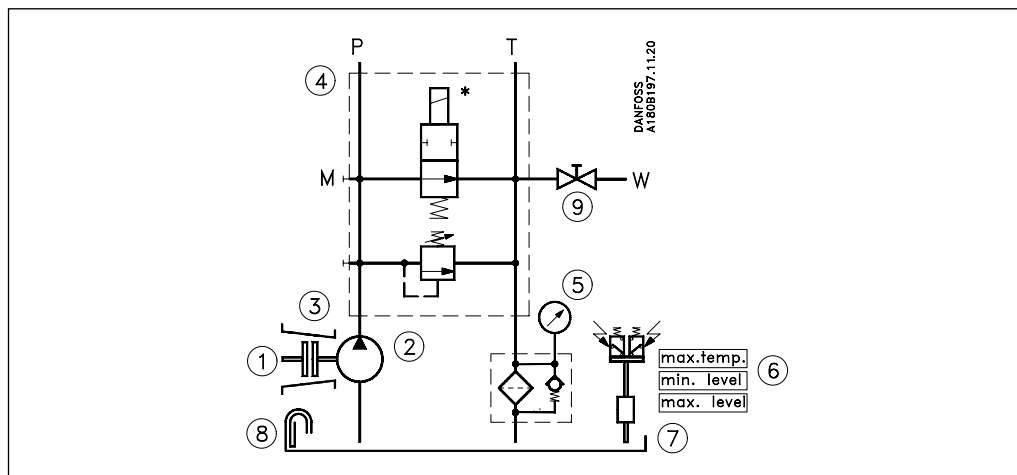 P
T
4
*
DANFOSS
A180B197.11.20
M
W
9
5
3
2
1
max.temp.
min. level
max. level
6
8
7